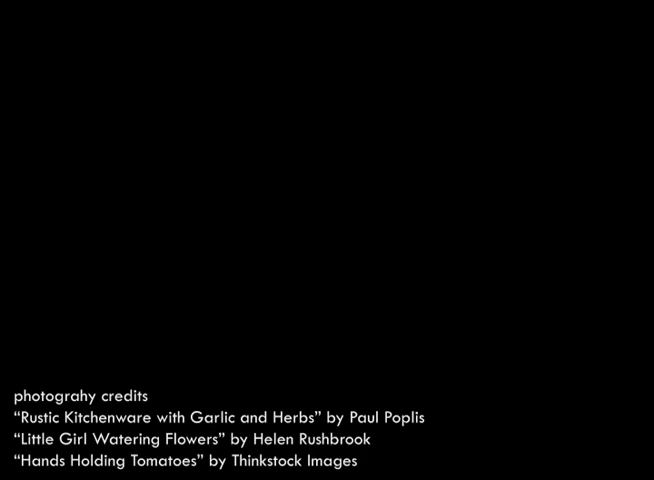 photograhy credits
“Rustic Kitchenware with Garlic and Herbs” by Paul Poplis
“Little Girl Watering Flowers” by Helen Rushbrook
“Hands Holding Tomatoes” by Thinkstock Images